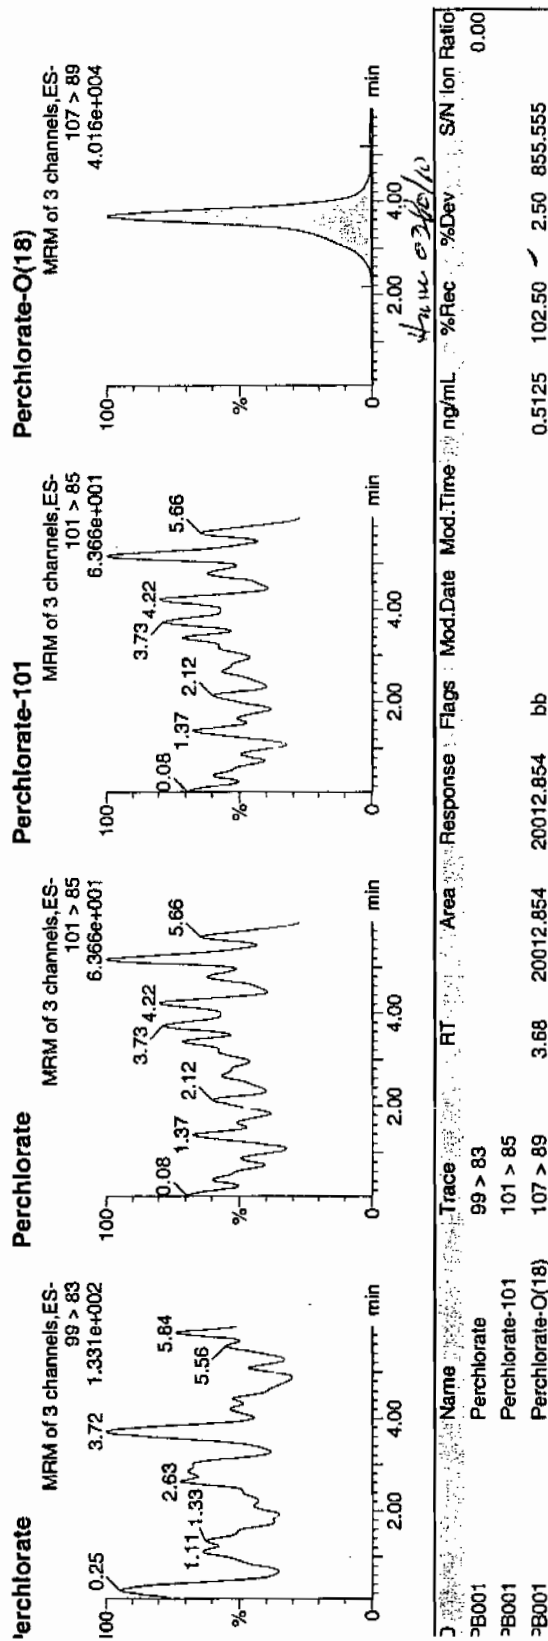 Perchlorate
MRM of 3 channels,ES-
99 > 83
1.331e+002
100
%
0
0.25
1.11
1.33
2.63
3.72
5.56
5.84
2.00
4.00
min
Perchlorate
MRM of 3 channels,ES-
101 > 85
6.366e+001
100
%
0
0.08
1.37
2.12
3.73
4.22
5.66
2.00
4.00
min
Perchlorate-101
MRM of 3 channels,ES-
101 > 85
6.366e+001
100
%
0
0.08
1.37
2.12
3.73
4.22
5.66
2.00
4.00
min
Perchlorate-O(18)
MRM of 3 channels,ES-
107 > 89
4.016e+004
100
%
0
2.00
4.00
min
Name Trace RT Area Response Flags Mod.Date Mod.Time ng/mL %Rec %Dev S/N Ion Ratio
PB001 Perchlorate 99 > 83 0.00
PB001 Perchlorate-101 101 > 85
PB001 Perchlorate-O(18) 107 > 89 3.68 20012.854 20012.854 bb 0.5125 102.50 2.50 855.555